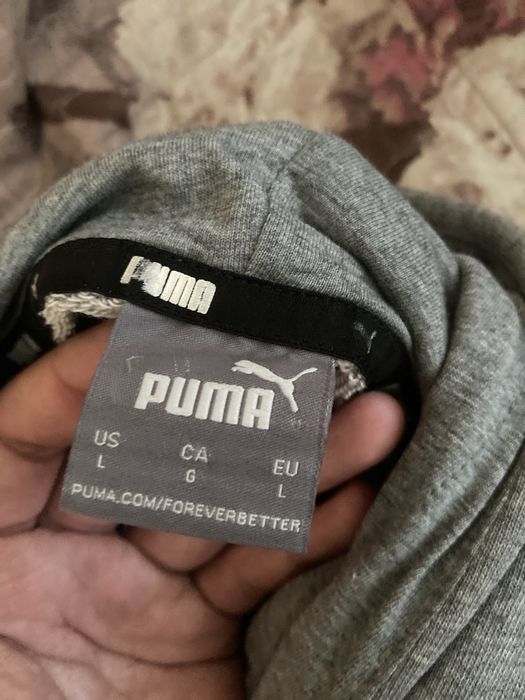 PUMA
PUMA
US CA EU
L G L
PUMA.COM/FOREVERBETTER